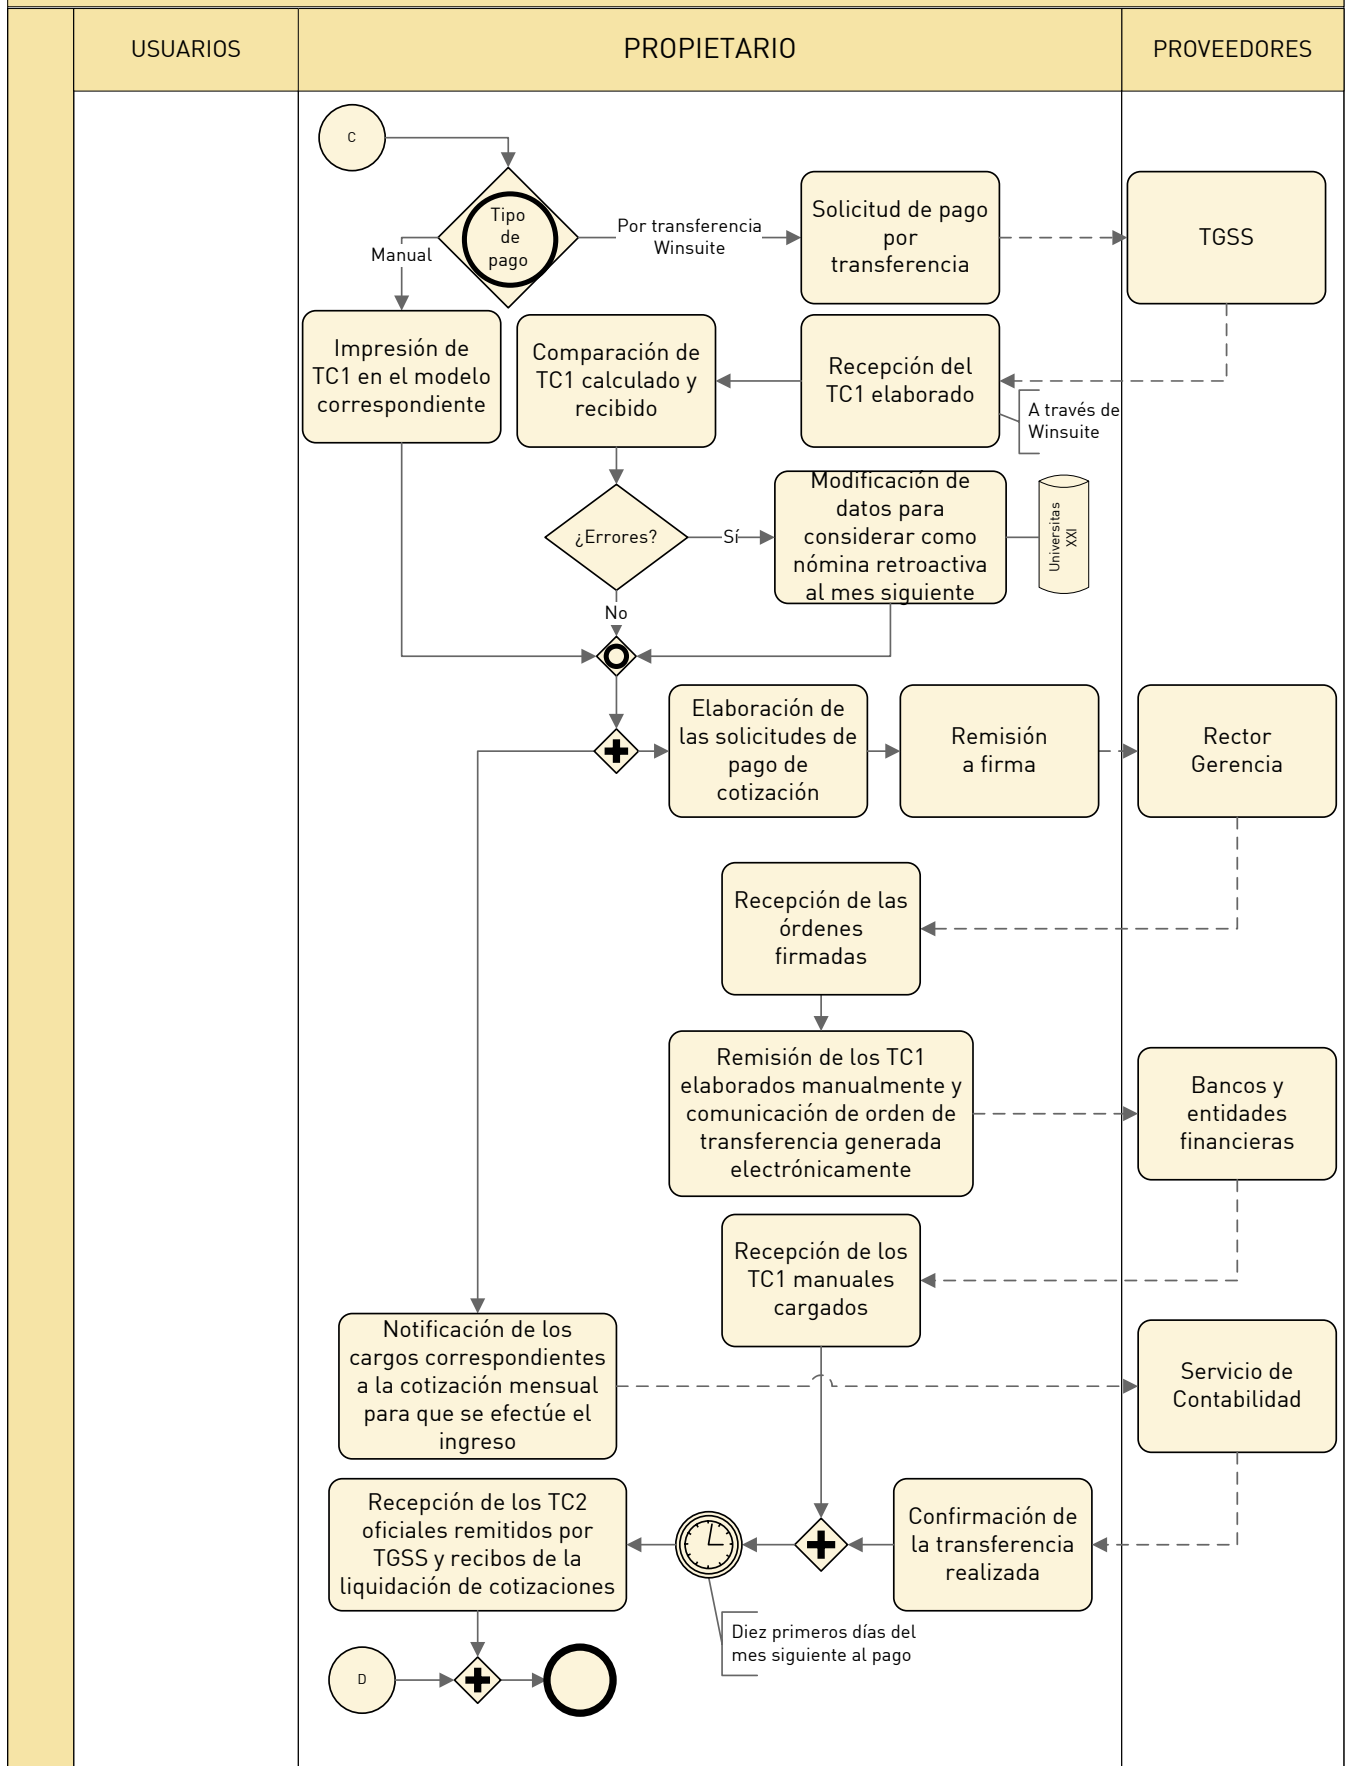 USUARIOS
PROPIETARIO
PROVEEDORES
C
Tipo
de
pago
Por transferencia
Winsuite
Manual
Solicitud de pago
por
transferencia
TGSS
Impresión de
TC1 en el modelo
correspondiente
Comparación de
TC1 calculado y
recibido
Recepción del
TC1 elaborado
A través de
Winsuite
¿Errores?
Sí
No
Modificación de
datos para
considerar como
nómina retroactiva
al mes siguiente
Universitas
XXI
Elaboración de
las solicitudes de
pago de
cotización
Remisión
a firma
Rector
Gerencia
Recepción de las
órdenes
firmadas
Remisión de los TC1
elaborados manualmente y
comunicación de orden de
transferencia generada
electrónicamente
Bancos y
entidades
financieras
Recepción de los
TC1 manuales
cargados
Notificación de los
cargos correspondientes
a la cotización mensual
para que se efectúe el
ingreso
Servicio de
Contabilidad
Recepción de los TC2
oficiales remitidos por
TGSS y recibos de la
liquidación de cotizaciones
Confirmación de
la transferencia
realizada
Diez primeros días del
mes siguiente al pago
D